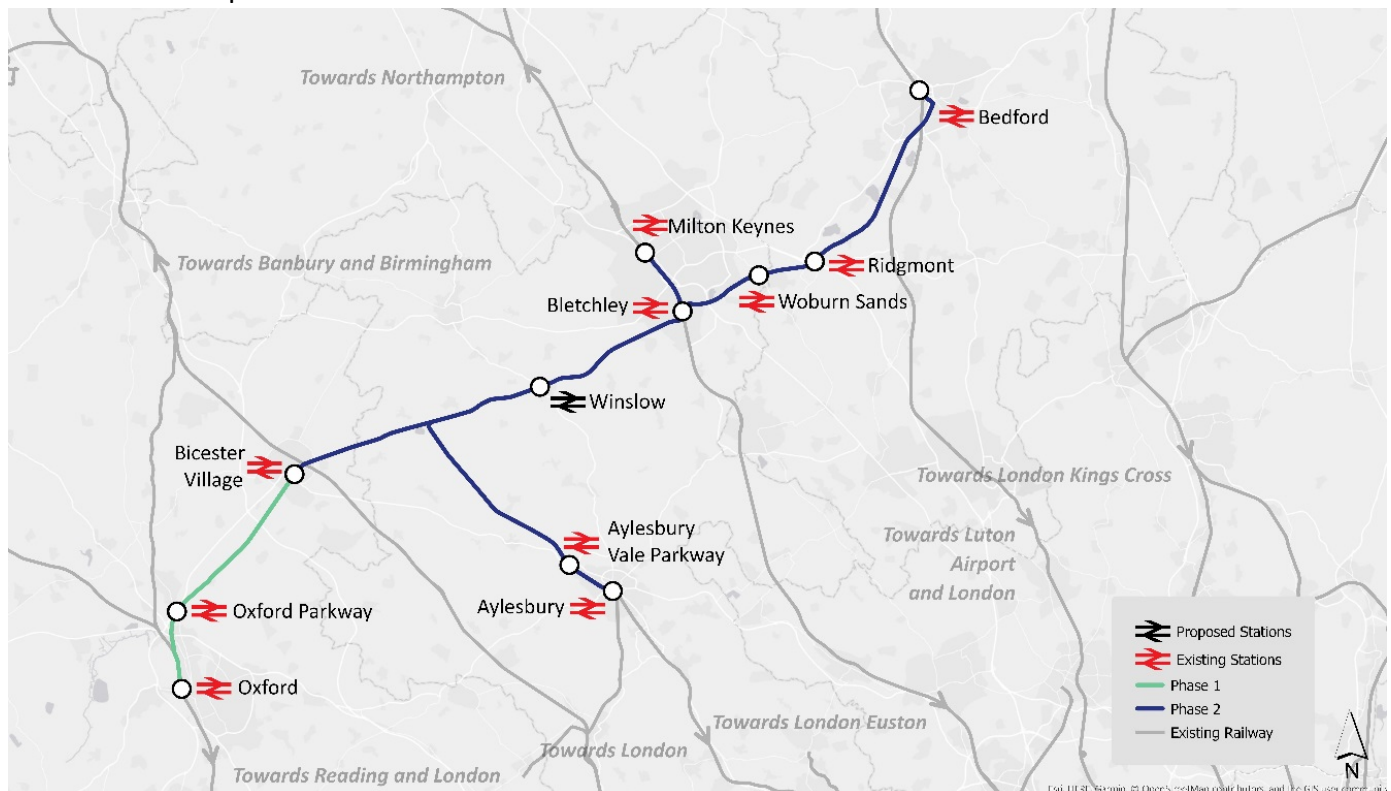 Towards Northampton
Bedford
Milton Keynes
Towards Banbury and Birmingham
Ridgmont
Bletchley
Woburn Sands
Winslow
Bicester
Village
Towards London Kings Cross
Aylesbury
Vale Parkway
Towards Luton
Airport
and London
Aylesbury
Oxford Parkway
Oxford
Proposed Stations
Existing Stations
Phase 1
Phase 2
Existing Railway
Towards London Euston
Towards London
Towards Reading and London
N